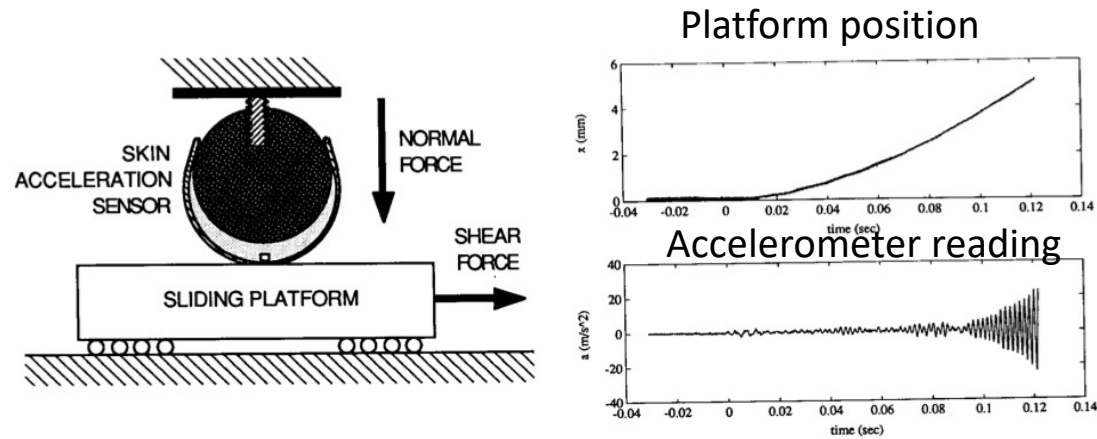 SKIN
ACCELERATION
SENSOR
NORMAL
FORCE
SHEAR
FORCE
SLIDING PLATFORM
Platform position
6
4
2
0
x (mm)
-0.04 -0.02 0 0.02 0.04 0.06 0.08 0.1 0.12 0.14
time (sec)
Accelerometer reading
40
20
0
-20
-40
a (m/s^2)
-0.04 -0.02 0 0.02 0.04 0.06 0.08 0.1 0.12 0.14
time (sec)